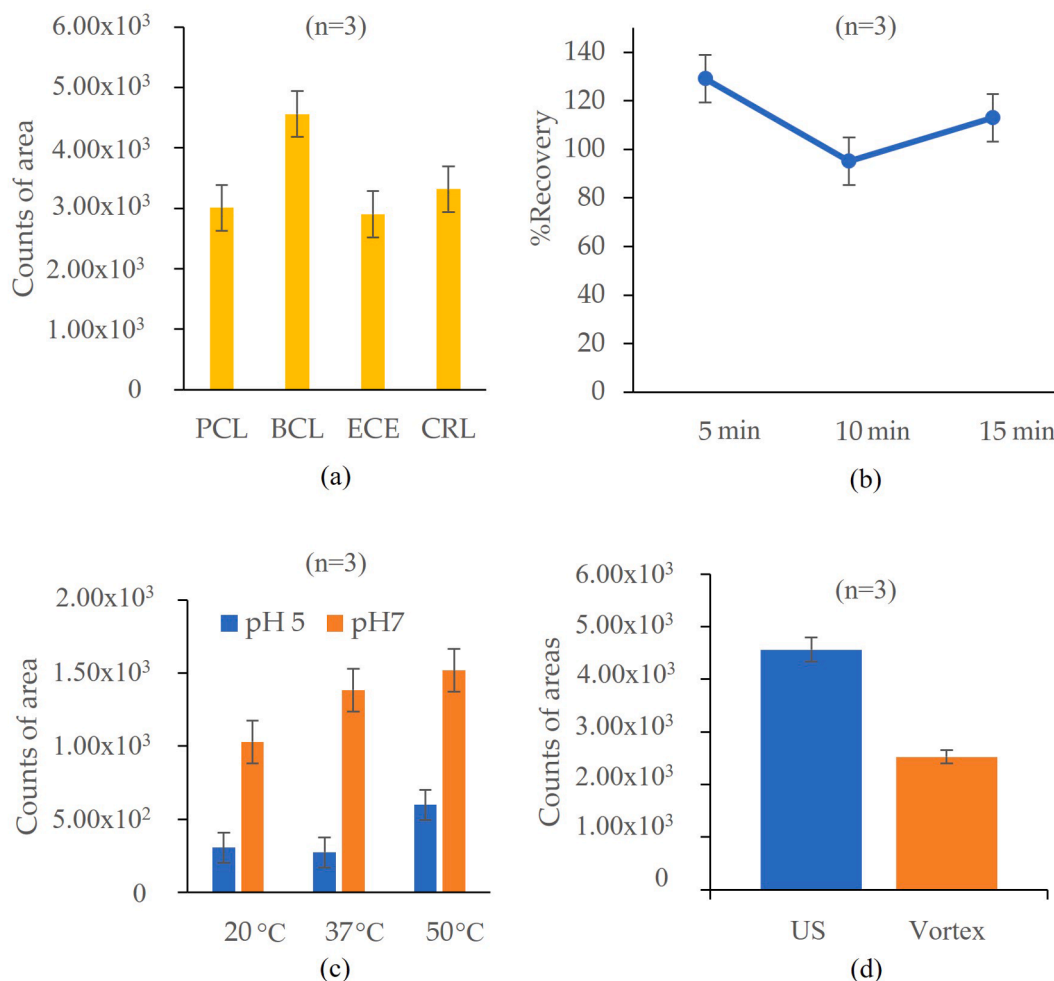 (n=3)
6.00x10³
5.00x10³
4.00x10³
3.00x10³
2.00x10³
1.00x10³
0
Counts of area
PCL BCL ECE CRL
(a)
(n=3)
140
120
100
80
60
40
20
0
%Recovery
5 min 10 min 15 min
(b)
(n=3)
2.00x10³
1.50x10³
1.00x10³
5.00x10²
0
Counts of area
pH 5 pH7
20 °C 37°C 50°C
(c)
(n=3)
6.00x10³
5.00x10³
4.00x10³
3.00x10³
2.00x10³
1.00x10³
0
Counts of areas
US Vortex
(d)